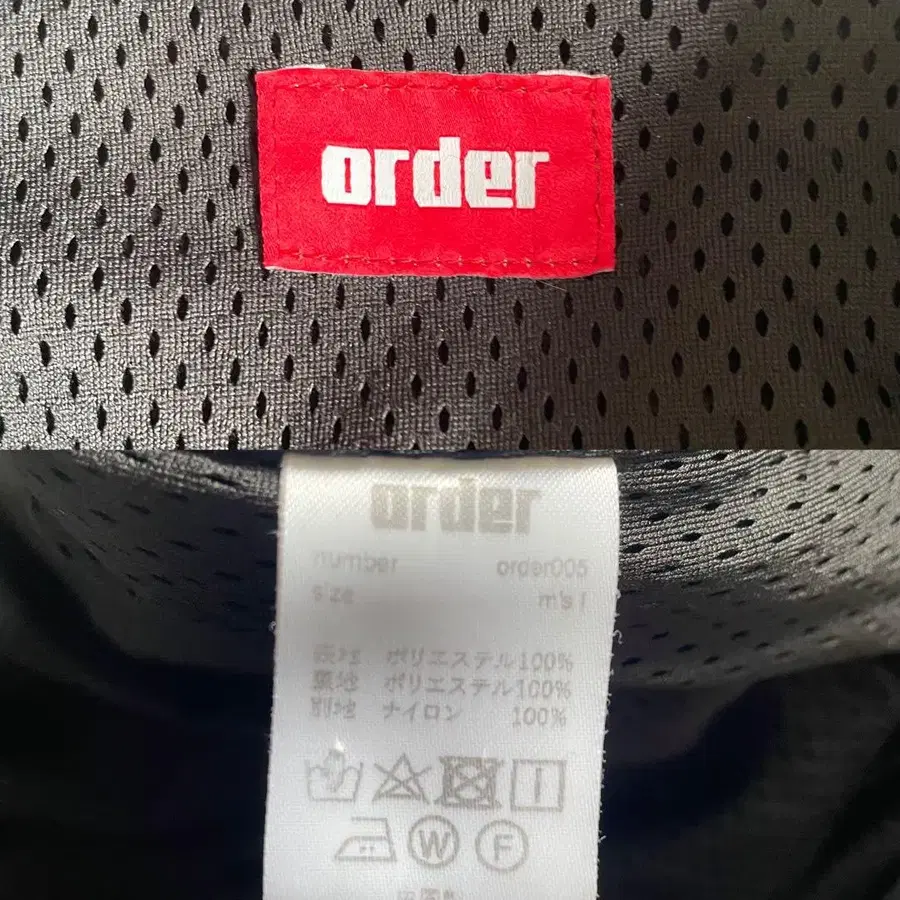 order
order
number order005
size m's l
表地 ポリエステル100%
裏地 ポリエステル100%
別地 ナイロン 100%
W F